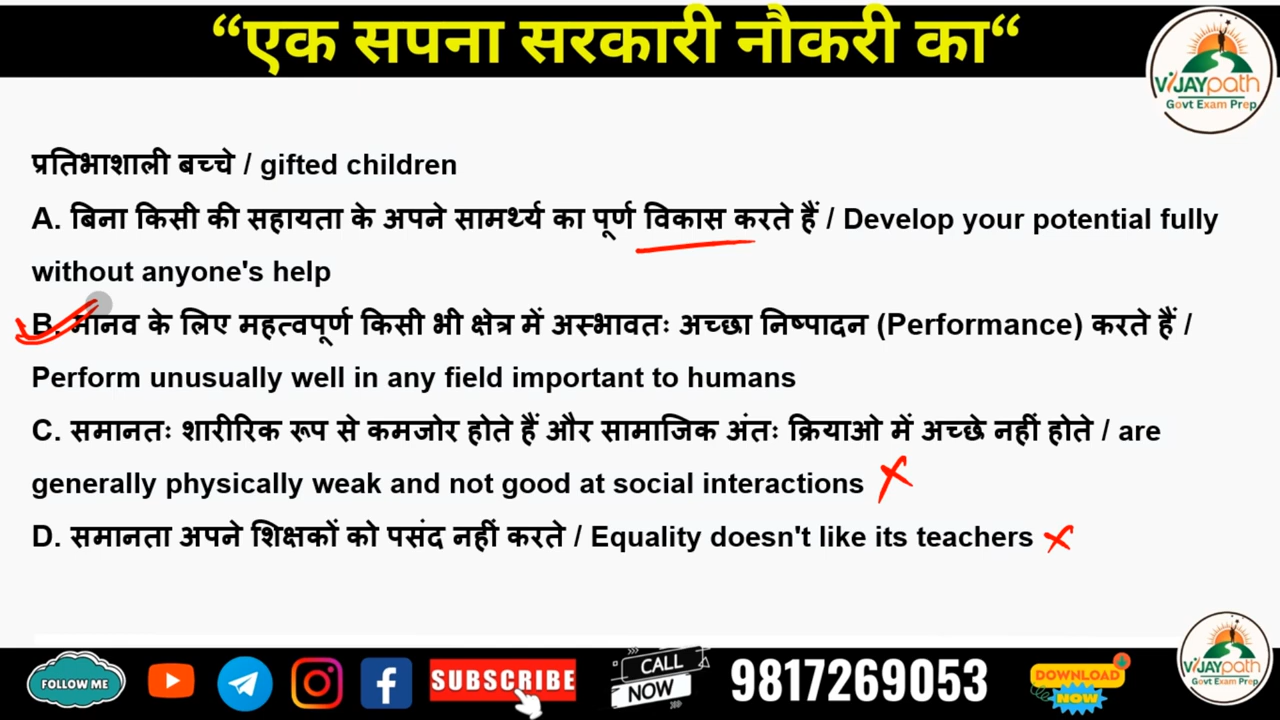 “एक सपना सरकारी नौकरी का“
VIJAYpath
Govt Exam Prep
प्रतिभाशाली बच्चे / gifted children
A. बिना किसी की सहायता के अपने सामर्थ्य का पूर्ण विकास करते हैं / Develop your potential fully
without anyone's help
B. मानव के लिए महत्वपूर्ण किसी भी क्षेत्र में अस्भावतः अच्छा निष्पादन (Performance) करते हैं /
Perform unusually well in any field important to humans
C. समानतः शारीरिक रूप से कमजोर होते हैं और सामाजिक अंतः क्रियाओ में अच्छे नहीं होते / are
generally physically weak and not good at social interactions
D. समानता अपने शिक्षकों को पसंद नहीं करते / Equality doesn't like its teachers
FOLLOW ME
SUBSCRIBE
CALL
NOW
9817269053
DOWNLOAD
NOW
VIJAYpath
Govt Exam Prep